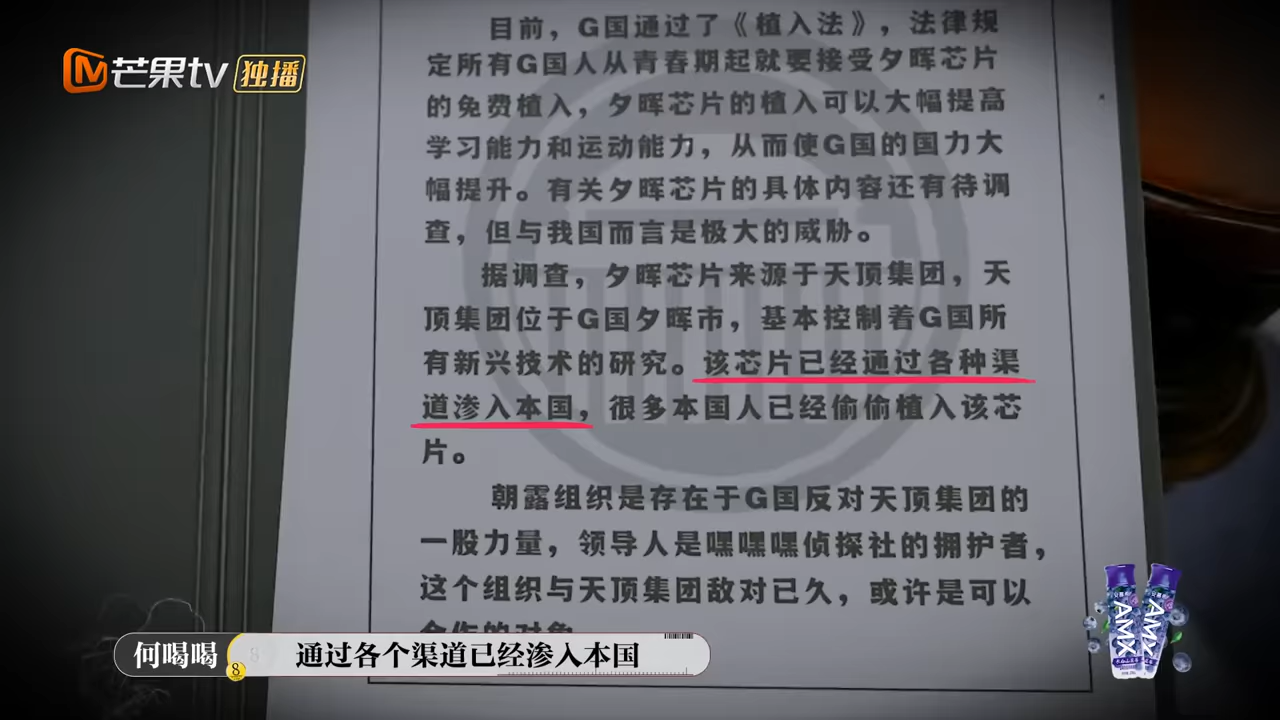 芒果tv 独播
目前，G国通过了《植入法》，法律规
定所有G国人从青春期起就要接受夕晖芯片
的免费植入，夕晖芯片的植入可以大幅提高
学习能力和运动能力，从而使G国的国力大
幅提升。有关夕晖芯片的具体内容还有待调
查，但与我国而言是极大的威胁。
据调查，夕晖芯片来源于天顶集团，天
顶集团位于G国夕晖市，基本控制着G国所
有新兴技术的研究。该芯片已经通过各种渠
道渗入本国，很多本国人已经偷偷植入该芯
片。
朝露组织是存在于G国反对天顶集团的
一股力量，领导人是嘿嘿嘿侦探社的拥护者，
这个组织与天顶集团敌对已久，或许是可以
合作的对象
何喝喝 8 8 通过各个渠道已经渗入本国
AMX AMX